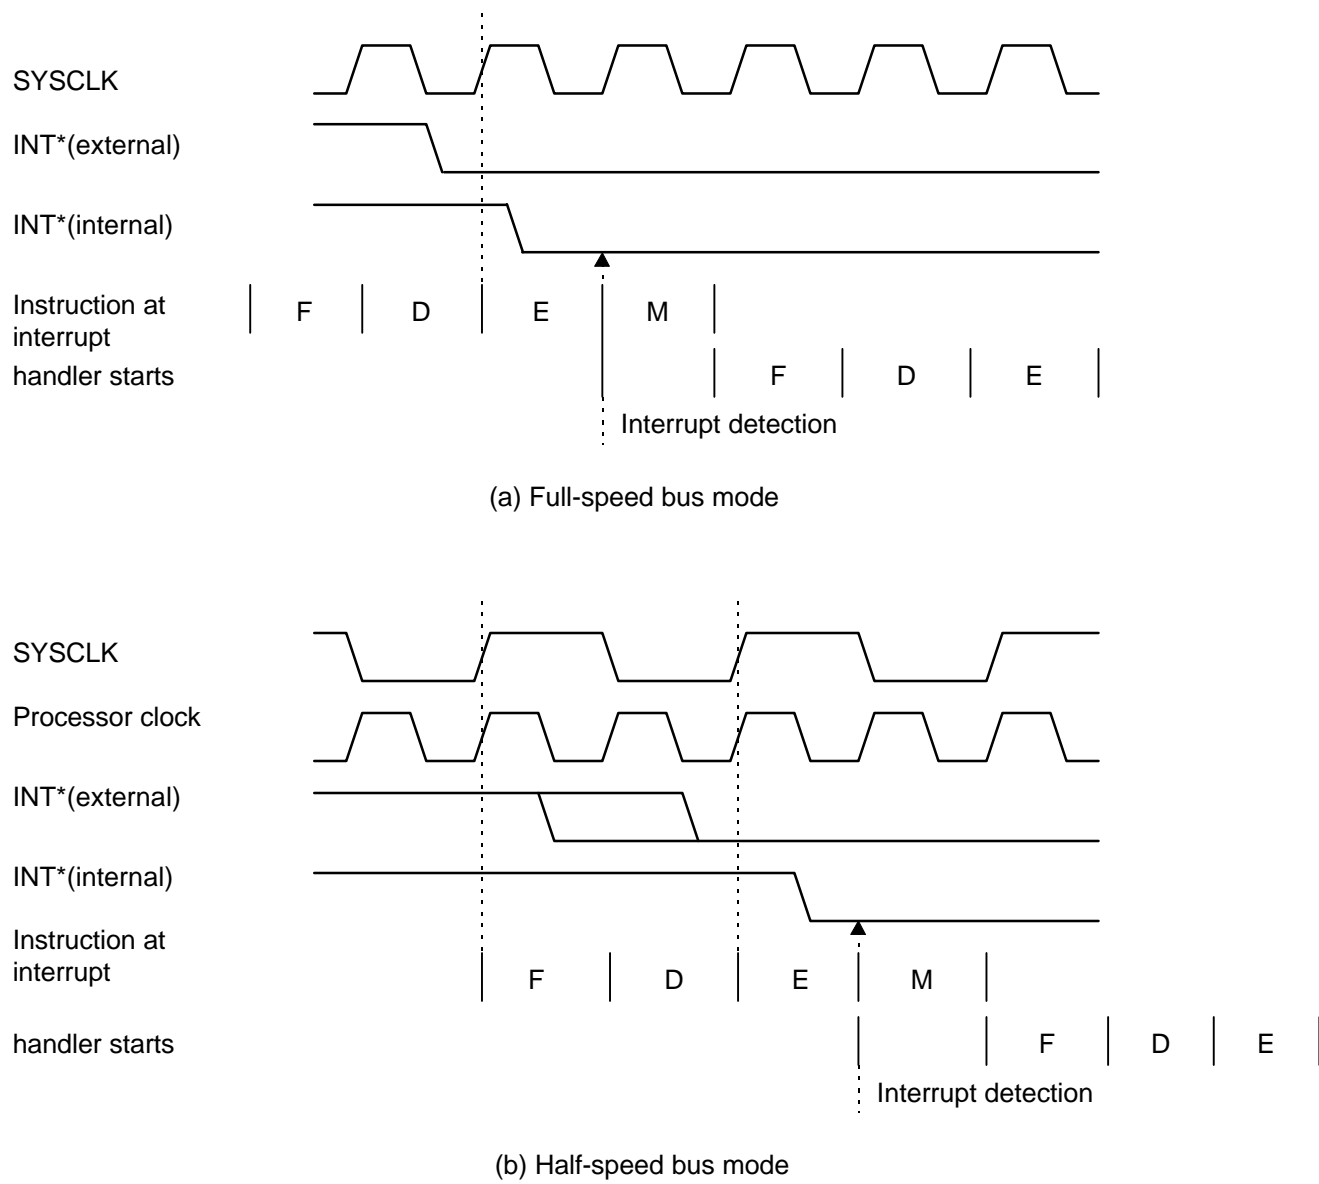 SYSCLK
INT*(external)
INT*(internal)
Instruction at
interrupt
F D E M
handler starts
F D E
Interrupt detection
(a) Full-speed bus mode
SYSCLK
Processor clock
INT*(external)
INT*(internal)
Instruction at
interrupt
F D E M
handler starts
F D E
Interrupt detection
(b) Half-speed bus mode